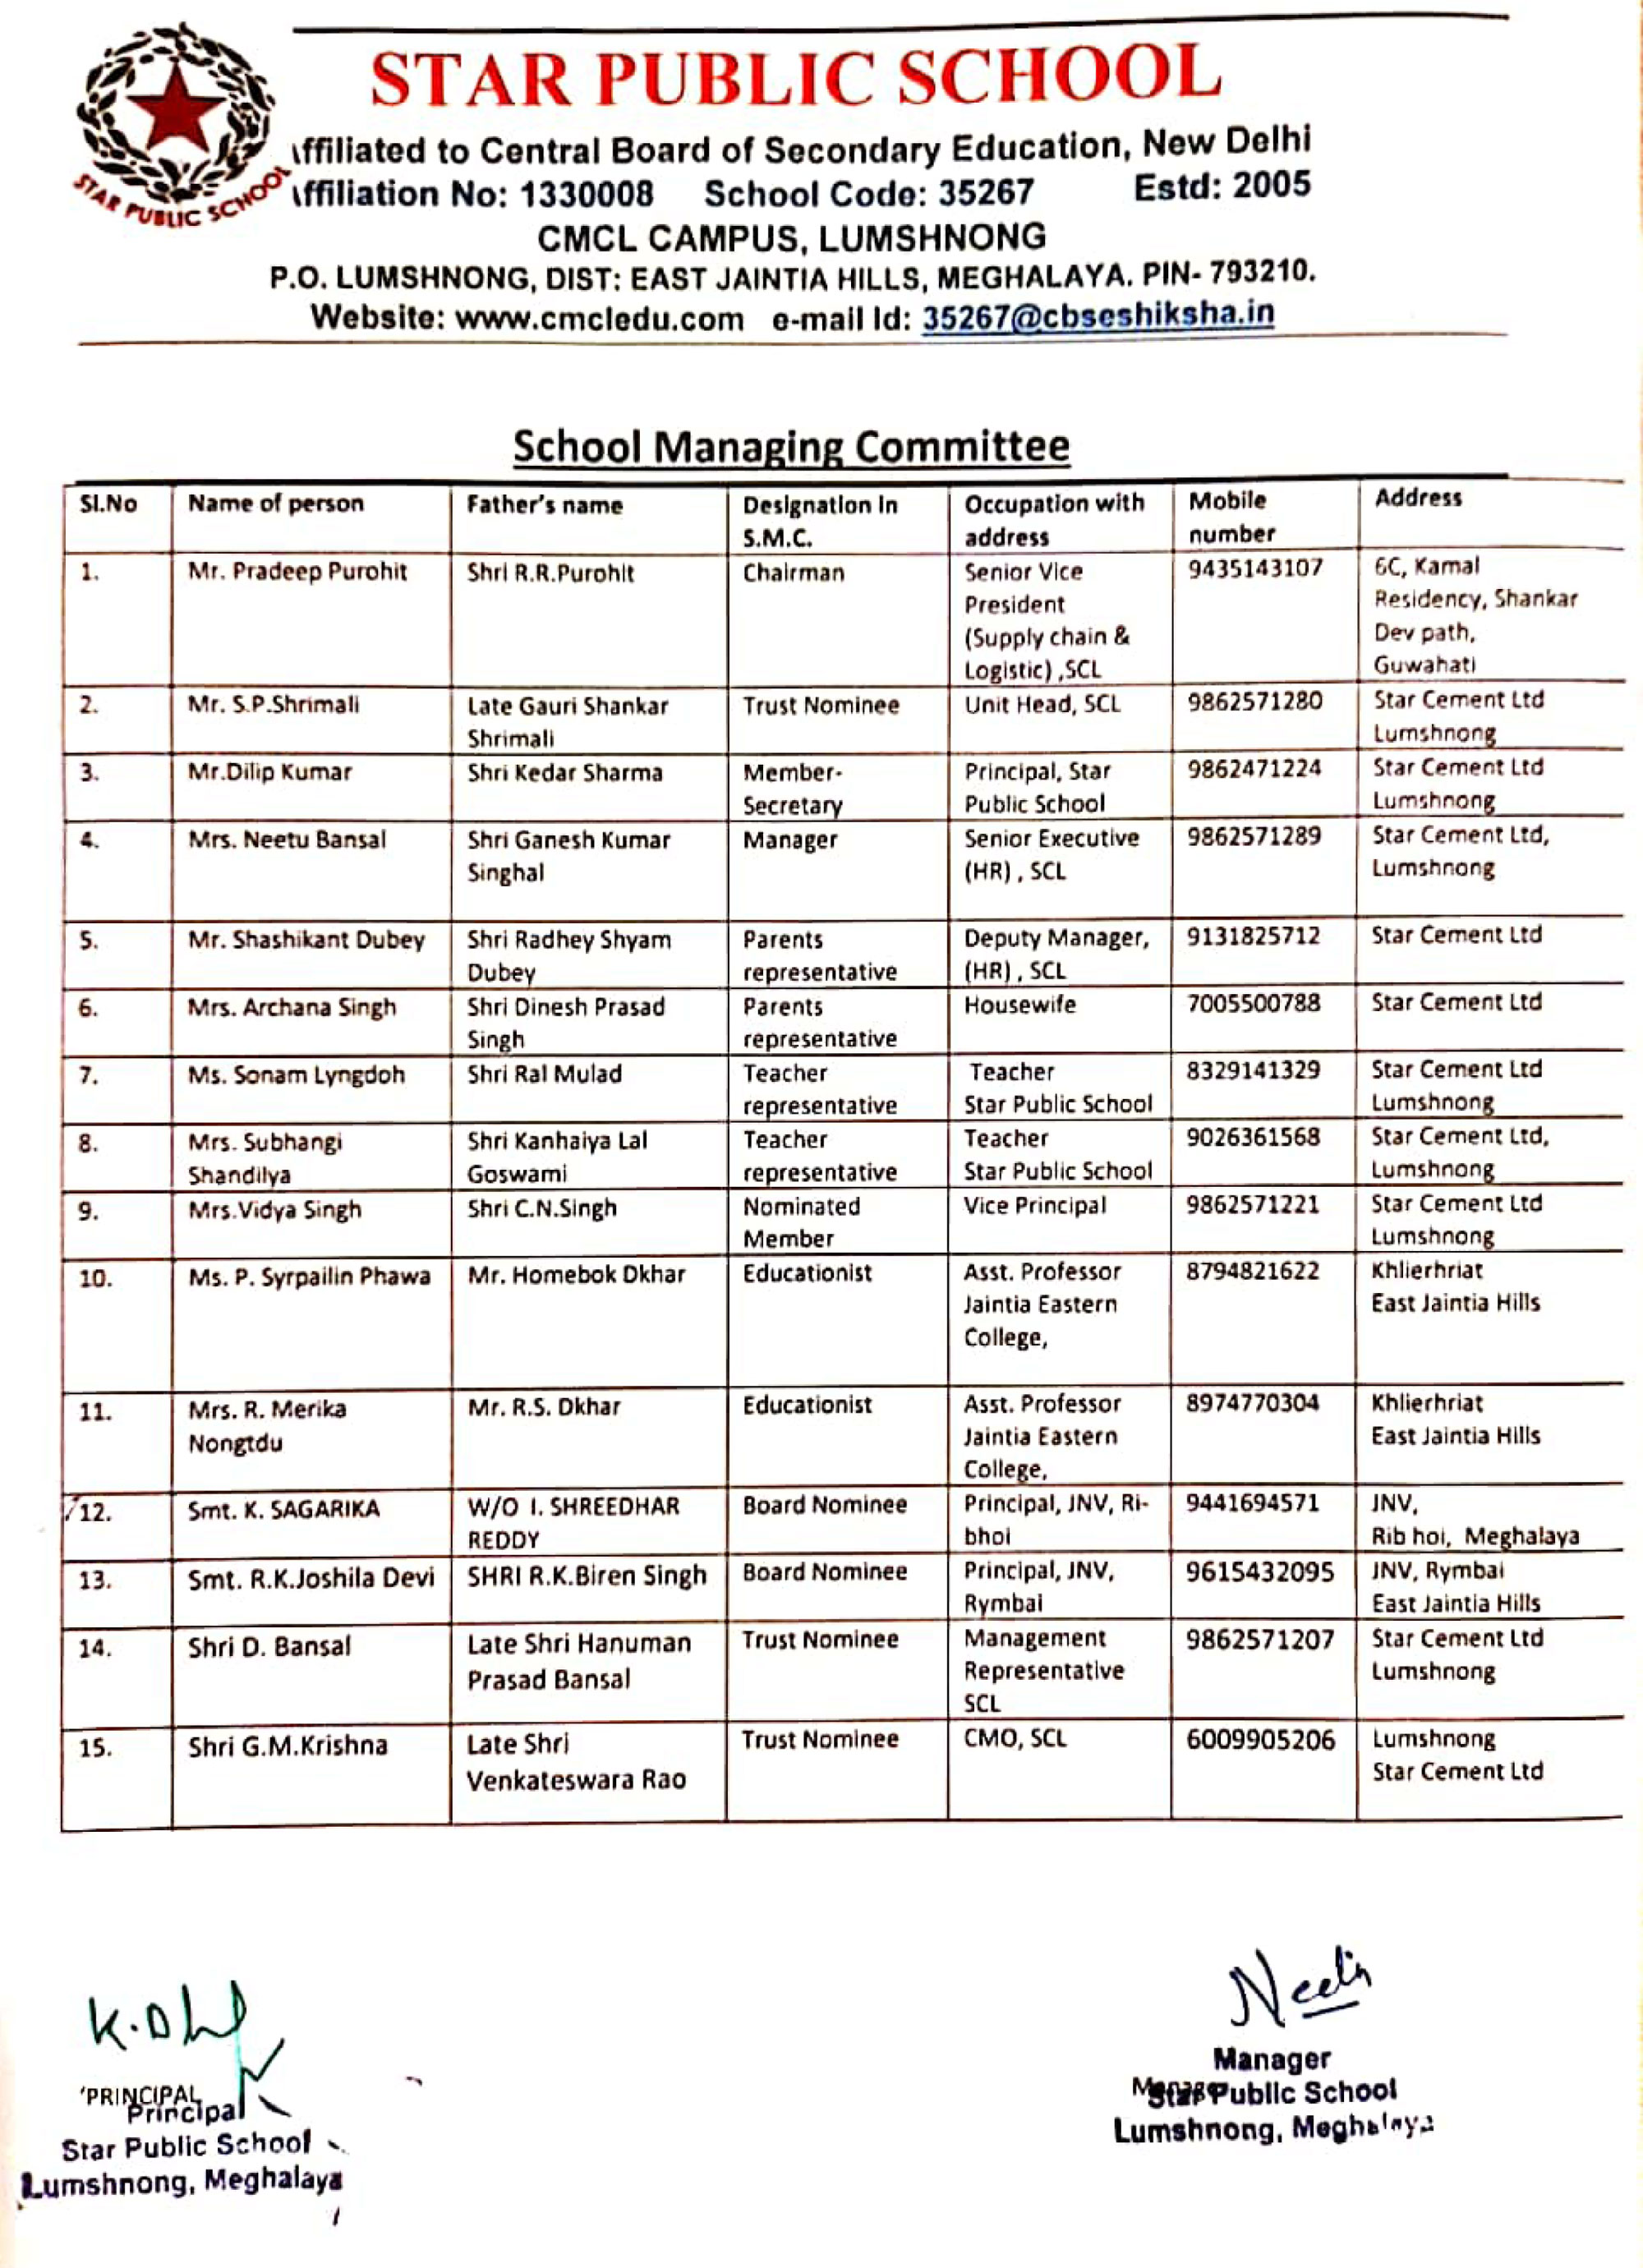 STAR PUBLIC SCHOOL
STAR PUBLIC SCHOOL
ffiliated to Central Board of Secondary Education, New Delhi
ffiliation No: 1330008 School Code: 35267 Estd: 2005
CMCL CAMPUS, LUMSHNONG
P.O. LUMSHNONG, DIST: EAST JAINTIA HILLS, MEGHALAYA. PIN- 793210.
Website: www.cmcledu.com e-mail Id: 35267@cbseshiksha.in
School Managing Committee
Sl.No Name of person Father's name Designation in Occupation with Mobile Address
S.M.C. address number
1. Mr. Pradeep Purohit Shri R.R.Purohit Chairman Senior Vice 9435143107 6C, Kamal
President Residency, Shankar
(Supply chain & Dev path,
Logistic) ,SCL Guwahati
2. Mr. S.P.Shrimali Late Gauri Shankar Trust Nominee Unit Head, SCL 9862571280 Star Cement Ltd
Shrimali Lumshnong
3. Mr.Dilip Kumar Shri Kedar Sharma Member- Principal, Star 9862471224 Star Cement Ltd
Secretary Public School Lumshnong
4. Mrs. Neetu Bansal Shri Ganesh Kumar Manager Senior Executive 9862571289 Star Cement Ltd,
Singhal (HR) , SCL Lumshnong
5. Mr. Shashikant Dubey Shri Radhey Shyam Parents Deputy Manager, 9131825712 Star Cement Ltd
Dubey representative (HR) , SCL
6. Mrs. Archana Singh Shri Dinesh Prasad Parents Housewife 7005500788 Star Cement Ltd
Singh representative
7. Ms. Sonam Lyngdoh Shri Ral Mulad Teacher Teacher 8329141329 Star Cement Ltd
representative Star Public School Lumshnong
8. Mrs. Subhangi Shri Kanhaiya Lal Teacher Teacher 9026361568 Star Cement Ltd,
Shandilya Goswami representative Star Public School Lumshnong
9. Mrs.Vidya Singh Shri C.N.Singh Nominated Vice Principal 9862571221 Star Cement Ltd
Member Lumshnong
10. Ms. P. Syrpailin Phawa Mr. Homebok Dkhar Educationist Asst. Professor 8794821622 Khlierhriat
Jaintia Eastern East Jaintia Hills
College,
11. Mrs. R. Merika Mr. R.S. Dkhar Educationist Asst. Professor 8974770304 Khlierhriat
Nongtdu Jaintia Eastern East Jaintia Hills
College,
12. Smt. K. SAGARIKA W/O I. SHREEDHAR Board Nominee Principal, JNV, Ri- 9441694571 JNV,
REDDY bhoi Rib hoi, Meghalaya
13. Smt. R.K.Joshila Devi SHRI R.K.Biren Singh Board Nominee Principal, JNV, 9615432095 JNV, Rymbai
Rymbai East Jaintia Hills
14. Shri D. Bansal Late Shri Hanuman Trust Nominee Management 9862571207 Star Cement Ltd
Prasad Bansal Representative Lumshnong
SCL
15. Shri G.M.Krishna Late Shri Trust Nominee CMO, SCL 6009905206 Lumshnong
Venkateswara Rao Star Cement Ltd
PRINCIPAL
Principal
Star Public School
Lumshnong, Meghalaya
Manager
Star Public School
Lumshnong, Meghalaya